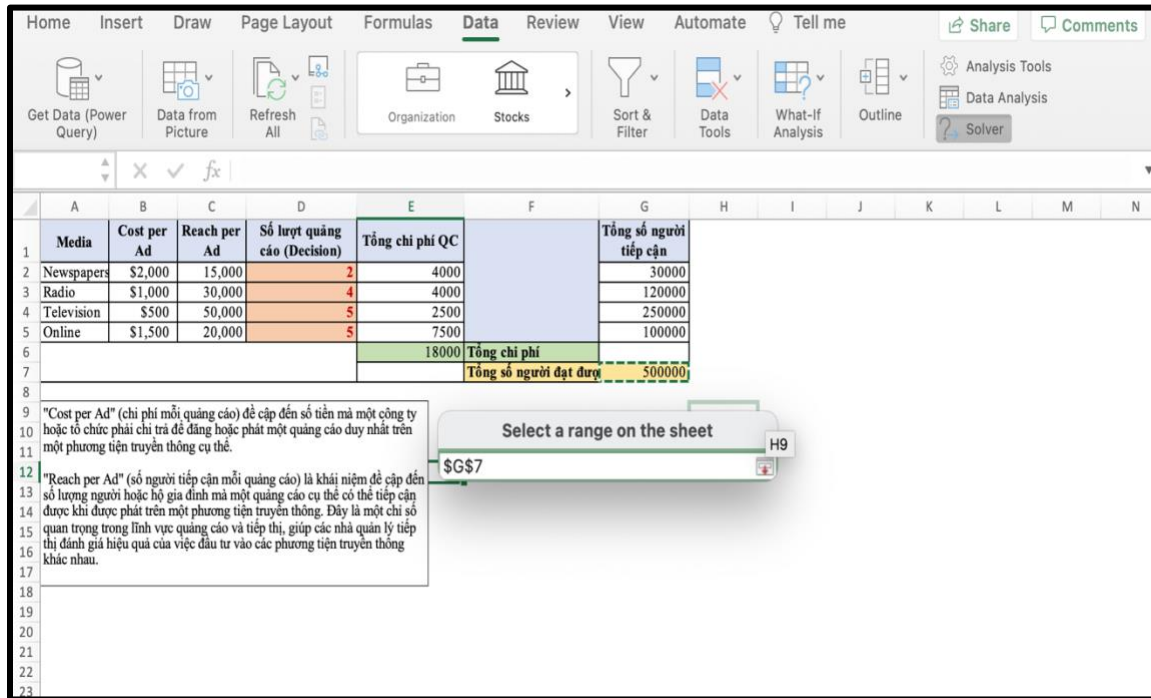 Home Insert Draw Page Layout Formulas Data Review View Automate Tell me Share Comments
Get Data (Power Query)
Data from Picture
Refresh All
Organization
Stocks
Sort & Filter
Data Tools
What-If Analysis
Outline
Analysis Tools
Data Analysis
Solver
fx
A B C D E F G H I J K L M N
1 Media Cost per Ad Reach per Ad Số lượt quảng cáo (Decision) Tổng chi phí QC Tổng số người tiếp cận
2 Newspapers $2,000 15,000 2 4000 30000
3 Radio $1,000 30,000 4 4000 120000
4 Television $500 50,000 5 2500 250000
5 Online $1,500 20,000 5 7500 100000
6 18000 Tổng chi phí
7 Tổng số người đạt đượ 500000
8
9 "Cost per Ad" (chi phí mỗi quảng cáo) đề cập đến số tiền mà một công ty
10 hoặc tổ chức phải chi trả để đăng hoặc phát một quảng cáo duy nhất trên
11 một phương tiện truyền thông cụ thể.
12 "Reach per Ad" (số người tiếp cận mỗi quảng cáo) là khái niệm đề cập đến
13 số lượng người hoặc hộ gia đình mà một quảng cáo cụ thể có thể tiếp cận
14 được khi được phát trên một phương tiện truyền thông. Đây là một chỉ số
15 quan trọng trong lĩnh vực quảng cáo và tiếp thị, giúp các nhà quản lý tiếp
16 thị đánh giá hiệu quả của việc đầu tư vào các phương tiện truyền thông
17 khác nhau.
18
19
20
21
22
23
Select a range on the sheet
$G$7
H9